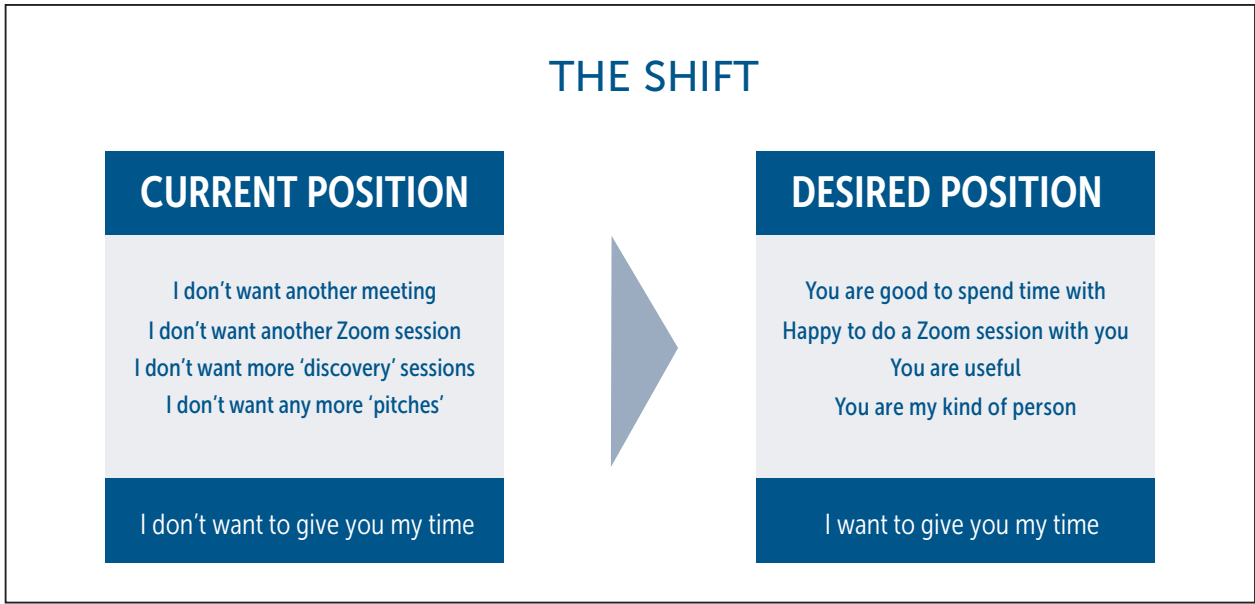 THE SHIFT
CURRENT POSITION
I don’t want another meeting
I don’t want another Zoom session
I don’t want more ‘discovery’ sessions
I don’t want any more ‘pitches’
I don’t want to give you my time
DESIRED POSITION
You are good to spend time with
Happy to do a Zoom session with you
You are useful
You are my kind of person
I want to give you my time